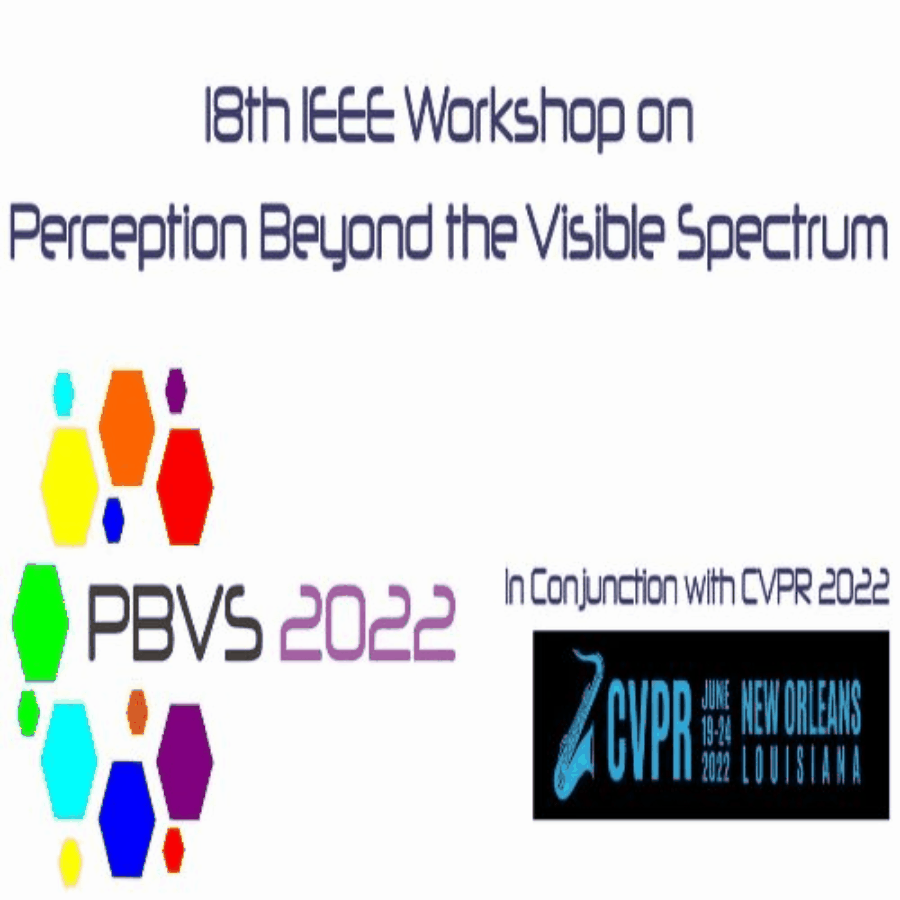 18th IEEE Workshop on
Perception Beyond the Visible Spectrum
PBVS 2022
In Conjunction with CVPR 2022
CVPR
JUNE
19-24
2022
NEW ORLEANS
LOUISIANA